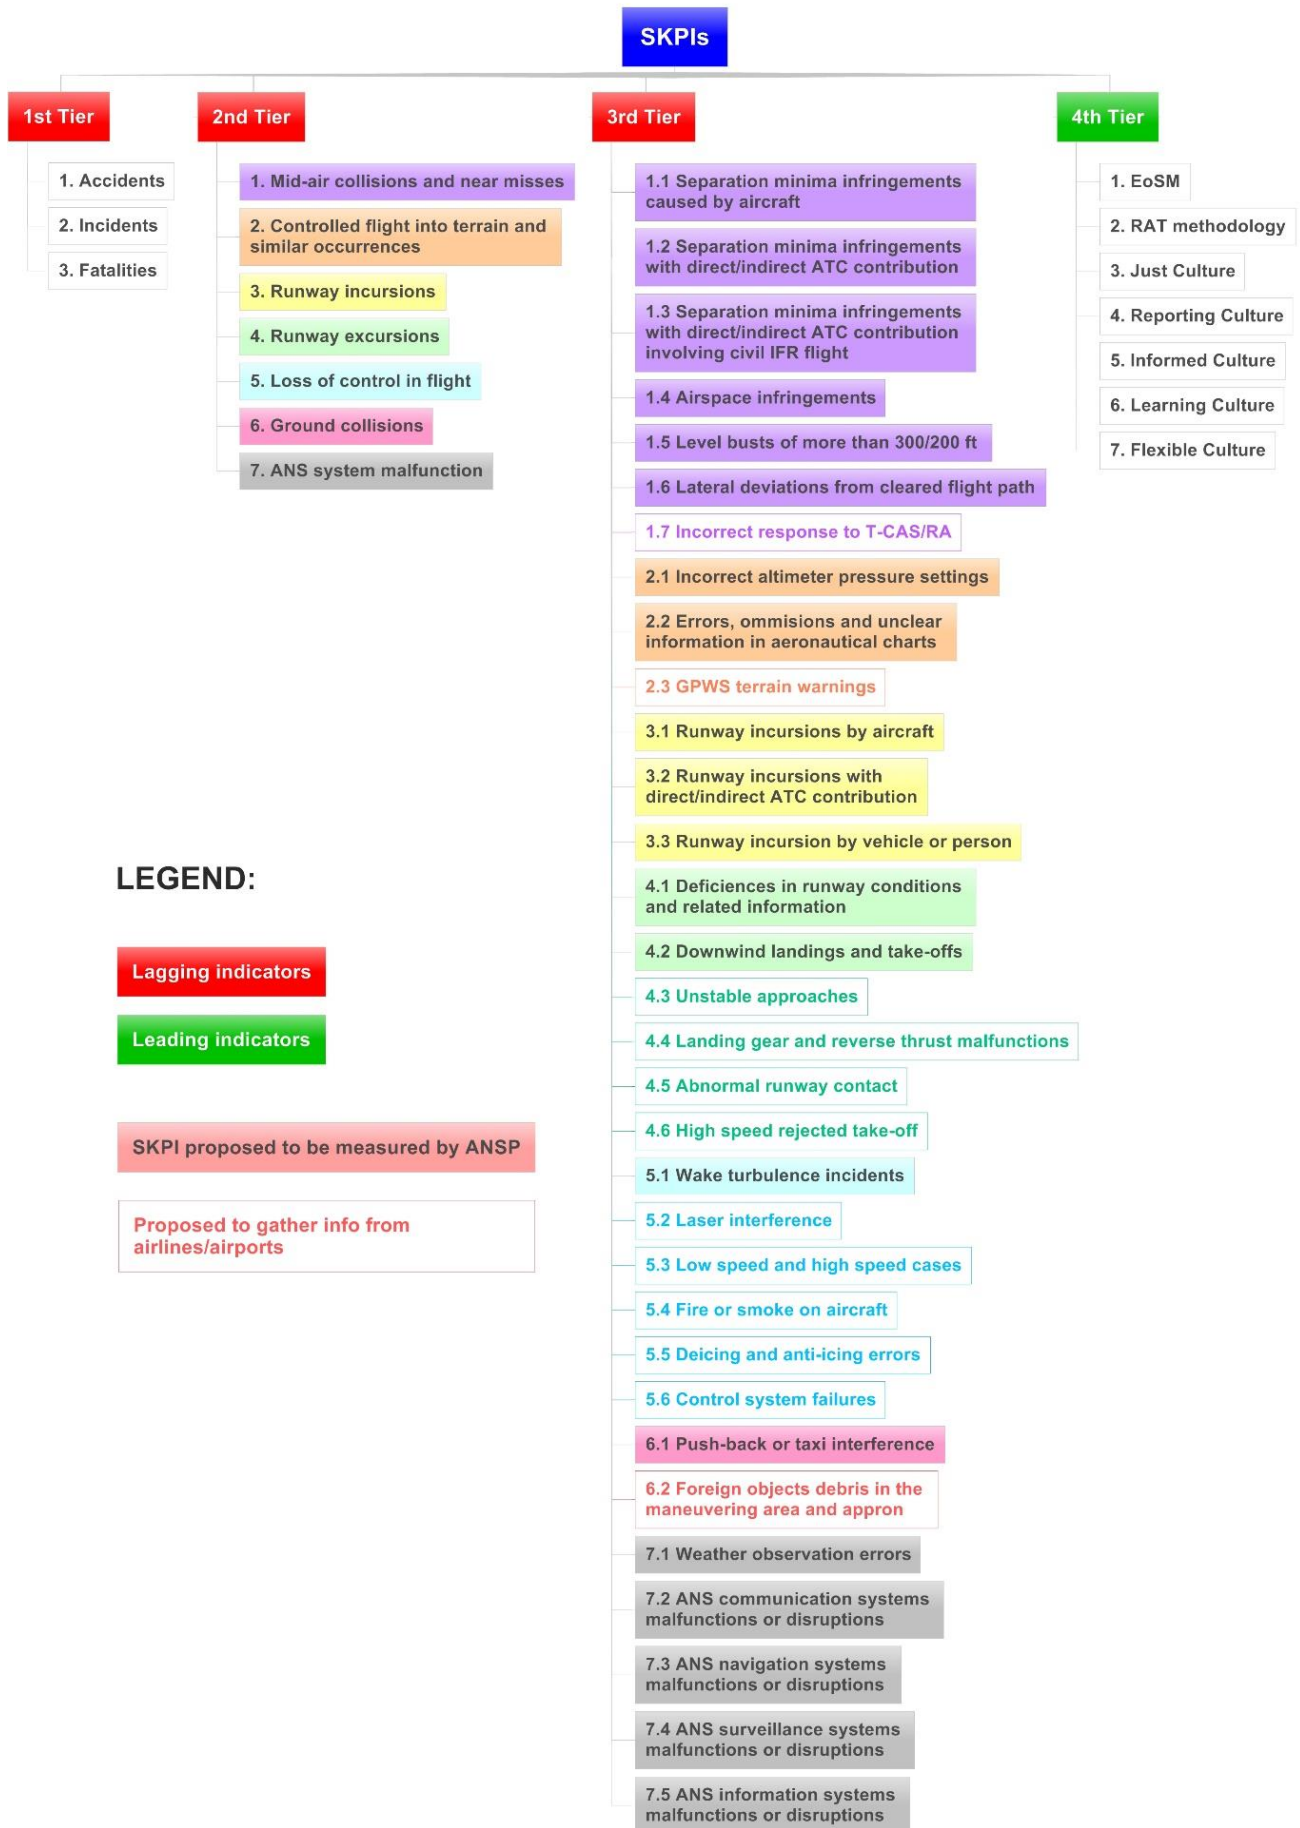 SKPIs
1st Tier
1. Accidents
2. Incidents
3. Fatalities
2nd Tier
1. Mid-air collisions and near misses
2. Controlled flight into terrain and
similar occurrences
3. Runway incursions
4. Runway excursions
5. Loss of control in flight
6. Ground collisions
7. ANS system malfunction
3rd Tier
1.1 Separation minima infringements
caused by aircraft
1.2 Separation minima infringements
with direct/indirect ATC contribution
1.3 Separation minima infringements
with direct/indirect ATC contribution
involving civil IFR flight
1.4 Airspace infringements
1.5 Level busts of more than 300/200 ft
1.6 Lateral deviations from cleared flight path
1.7 Incorrect response to T-CAS/RA
2.1 Incorrect altimeter pressure settings
2.2 Errors, ommisions and unclear
information in aeronautical charts
2.3 GPWS terrain warnings
3.1 Runway incursions by aircraft
3.2 Runway incursions with
direct/indirect ATC contribution
3.3 Runway incursion by vehicle or person
4.1 Deficiences in runway conditions
and related information
4.2 Downwind landings and take-offs
4.3 Unstable approaches
4.4 Landing gear and reverse thrust malfunctions
4.5 Abnormal runway contact
4.6 High speed rejected take-off
5.1 Wake turbulence incidents
5.2 Laser interference
5.3 Low speed and high speed cases
5.4 Fire or smoke on aircraft
5.5 Deicing and anti-icing errors
5.6 Control system failures
6.1 Push-back or taxi interference
6.2 Foreign objects debris in the
maneuvering area and appron
7.1 Weather observation errors
7.2 ANS communication systems
malfunctions or disruptions
7.3 ANS navigation systems
malfunctions or disruptions
7.4 ANS surveillance systems
malfunctions or disruptions
7.5 ANS information systems
malfunctions or disruptions
4th Tier
1. EoSM
2. RAT methodology
3. Just Culture
4. Reporting Culture
5. Informed Culture
6. Learning Culture
7. Flexible Culture
LEGEND:
Lagging indicators
Leading indicators
SKPI proposed to be measured by ANSP
Proposed to gather info from
airlines/airports